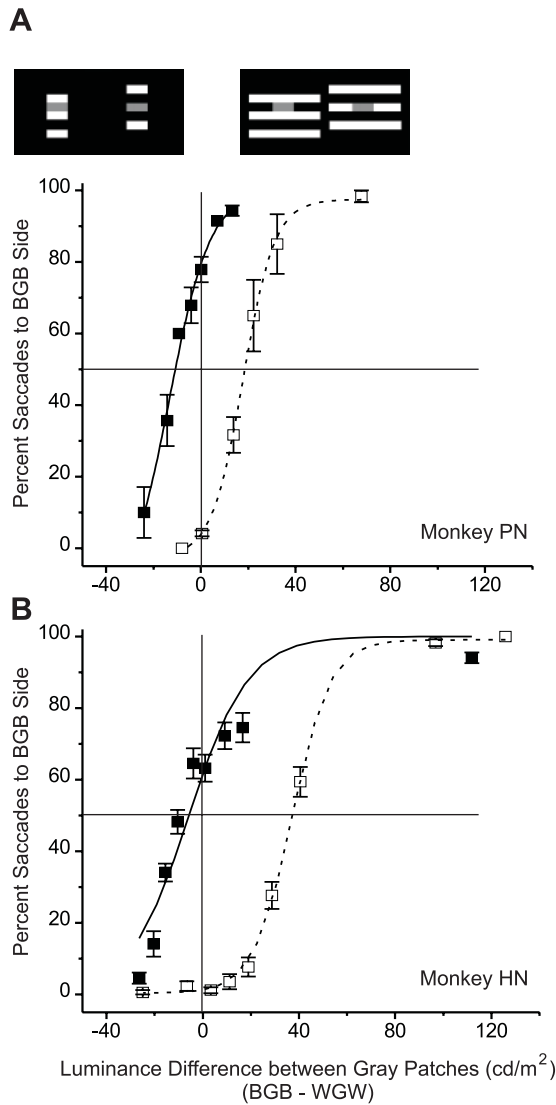 A
100
80
60
40
20
0
Percent Saccades to BGB Side
Monkey PN
-40 0 40 80 120
B
100
80
60
40
20
0
Percent Saccades to BGB Side
Monkey HN
-40 0 40 80 120
Luminance Difference between Gray Patches (cd/m²)
(BGB - WGW)